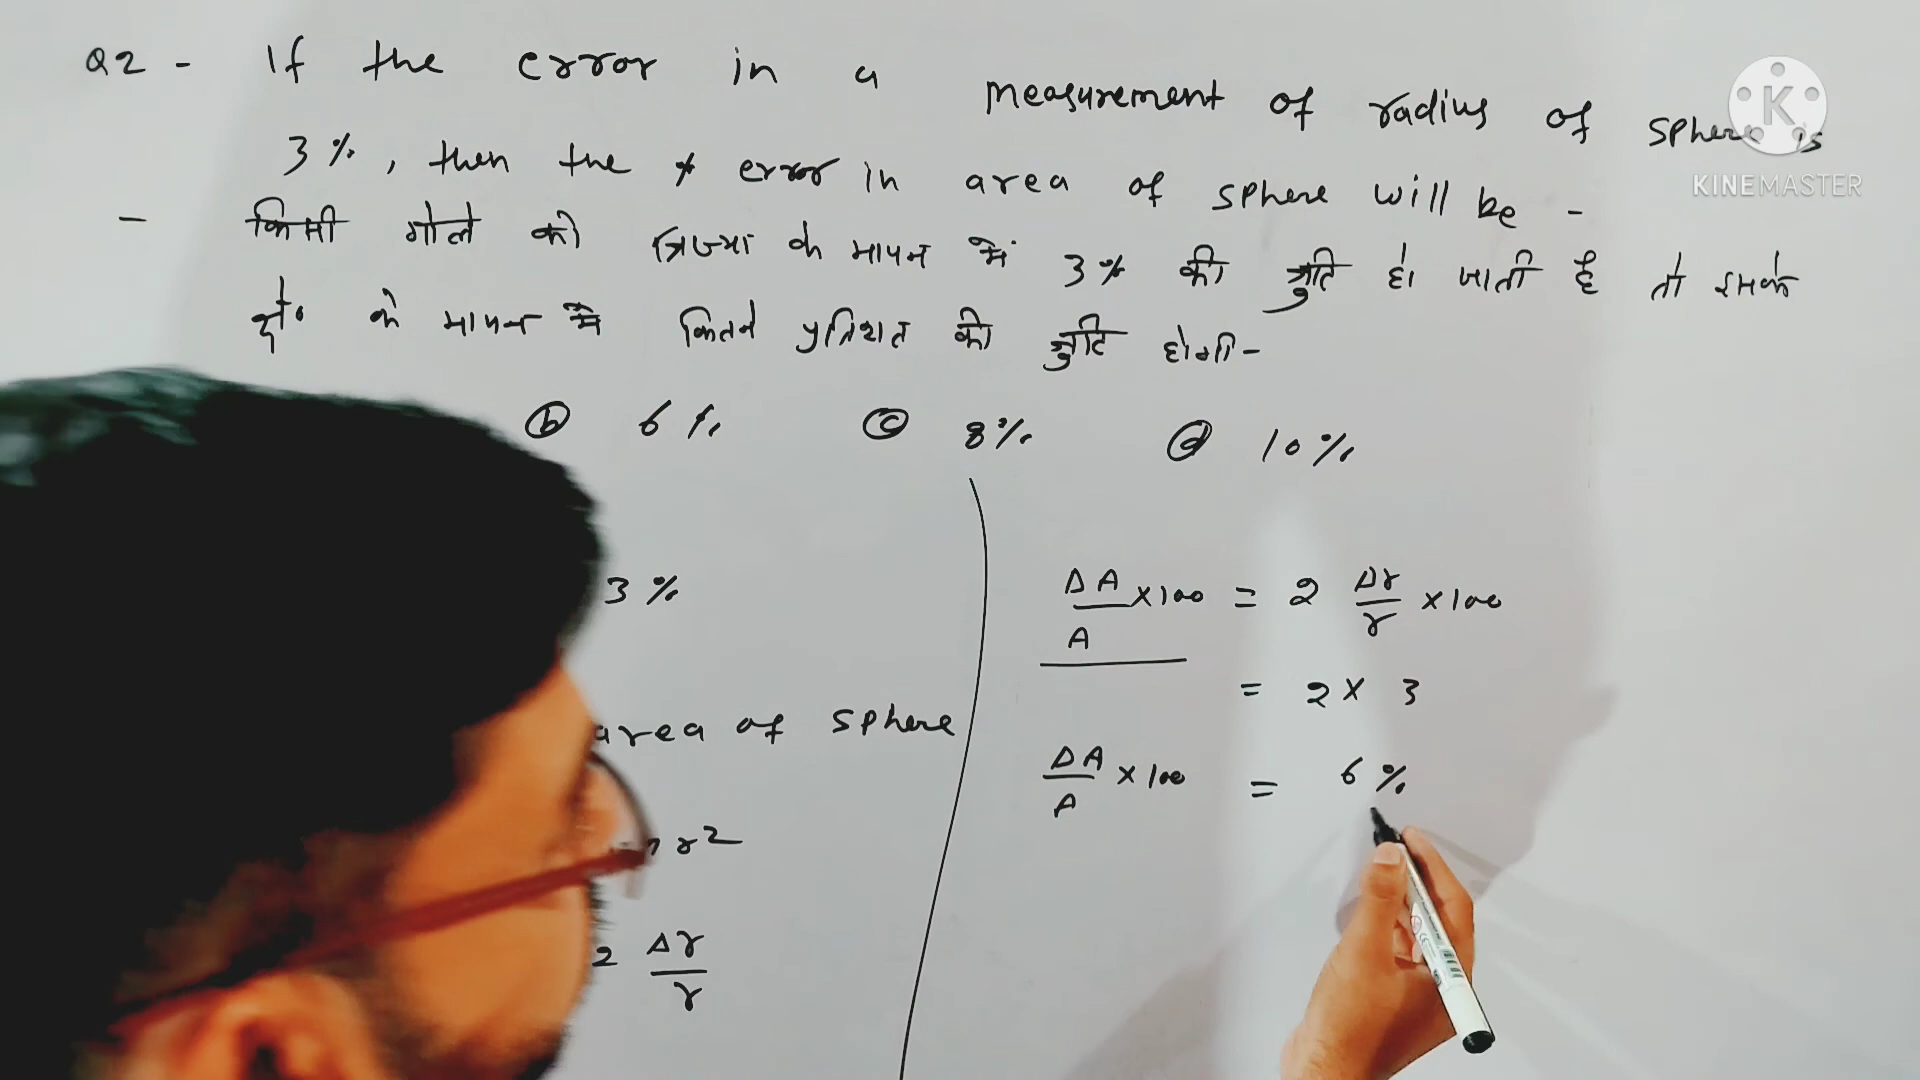 Q2 - If the error in a measurement of radius of sphere is
3%, then the % error in area of sphere will be -
- किसी गोले की त्रिज्या के मापन में 3% की त्रुटि हो जाती है तो इसके
क्षे० के मापन में कितने प्रतिशत की त्रुटि होगी -
ⓑ 6% ⓒ 8% ⓓ 10%
3%
area of sphere
r²
2 Δr/r
ΔA/A ×100 = 2 Δr/r ×100
= 2 × 3
ΔA/A × 100 = 6%
KINEMASTER